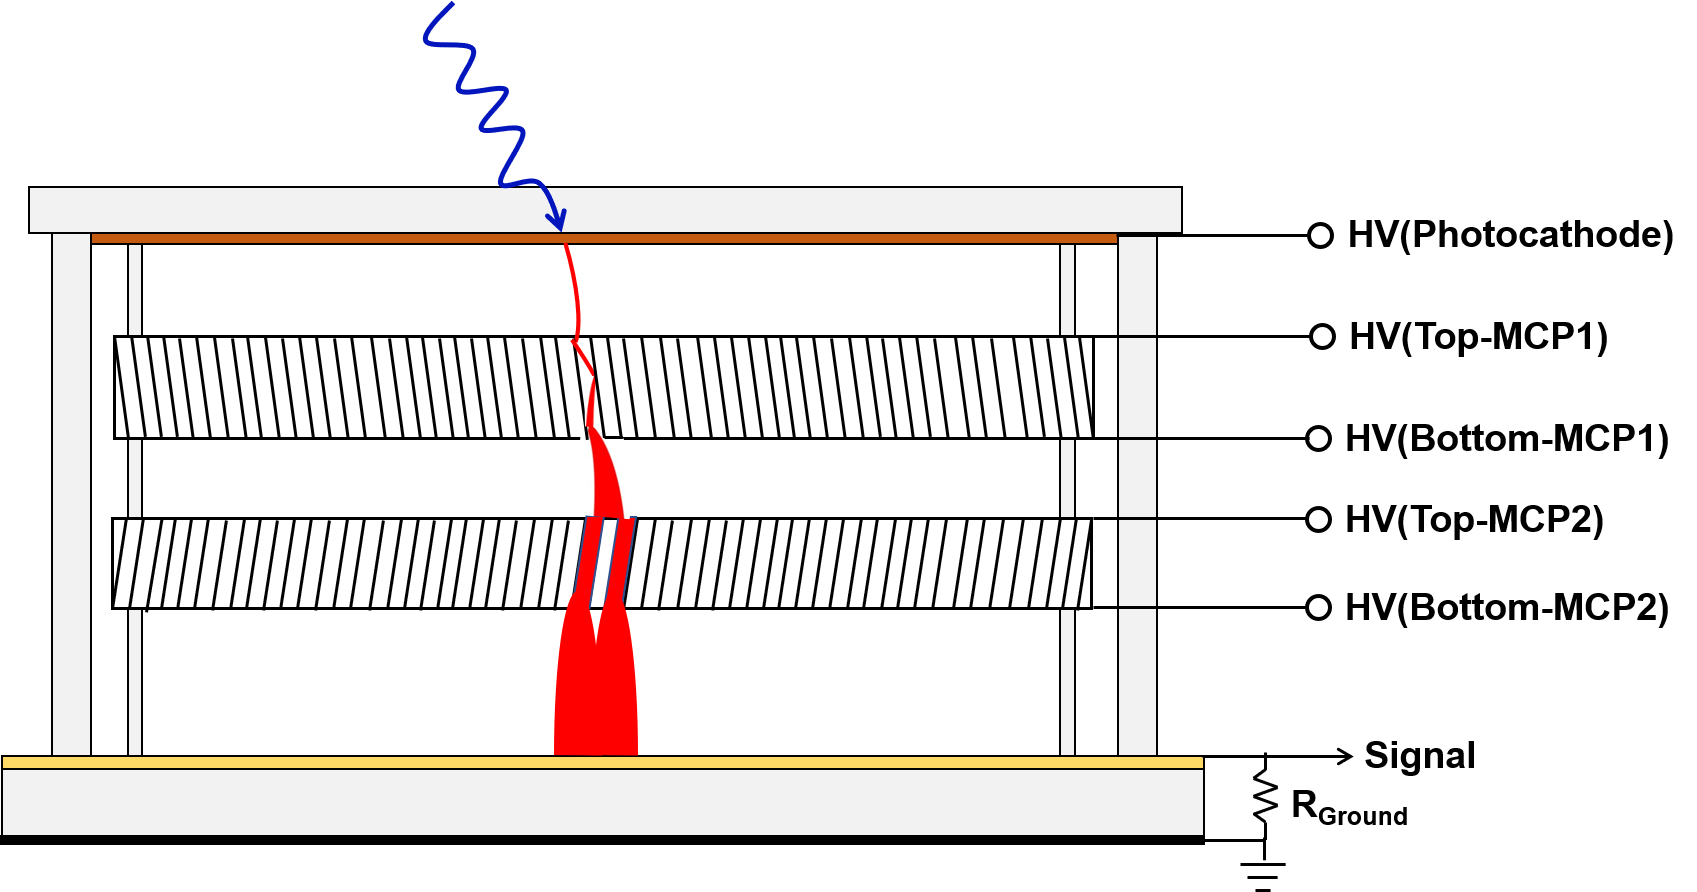 HV(Photocathode)
HV(Top-MCP1)
HV(Bottom-MCP1)
HV(Top-MCP2)
HV(Bottom-MCP2)
Signal
RGround